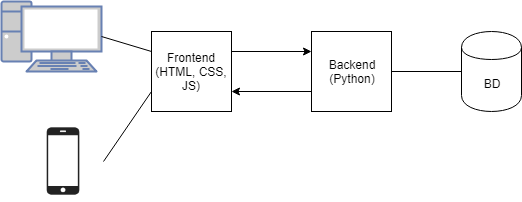 Frontend
(HTML, CSS,
JS)
Backend
(Python)
BD